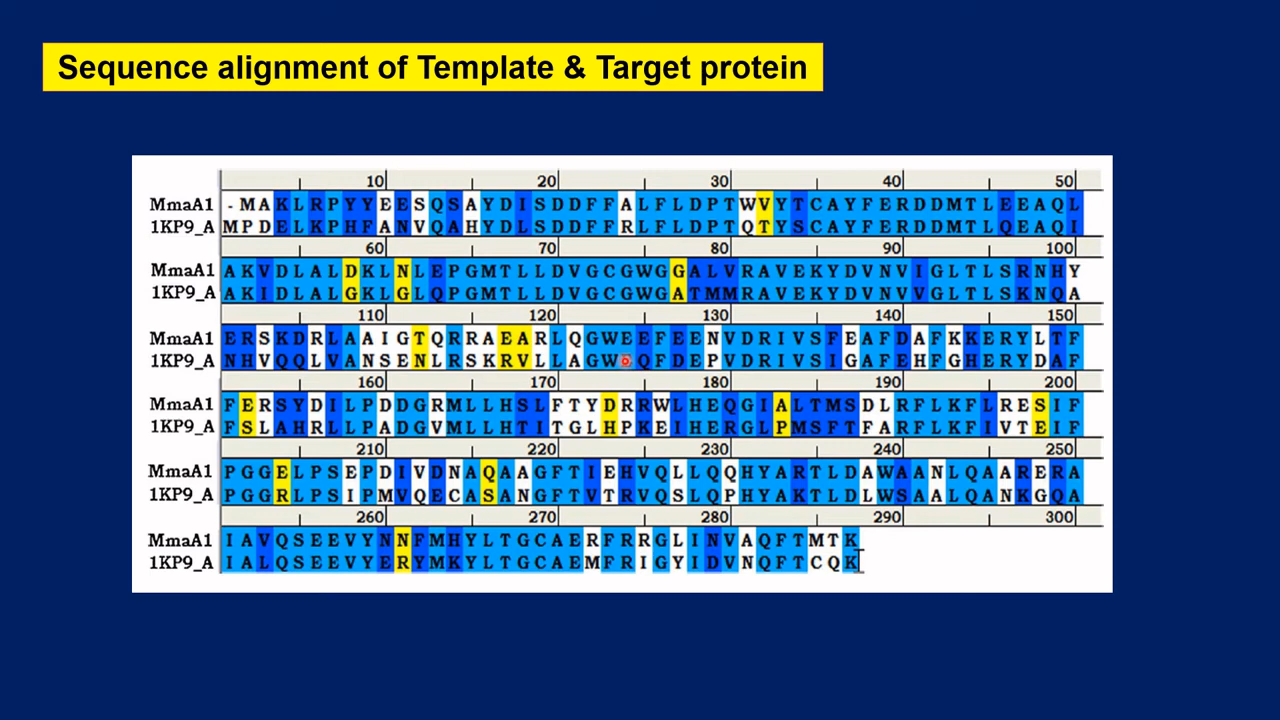 Sequence alignment of Template & Target protein
10 20 30 40 50
MmaA1 - M A K L R P Y Y E E S Q S A Y D I S D D F F A L F L D P T W V Y T C A Y F E R D D M T L E E A Q L
1KP9_A M P D E L K P H F A N V Q A H Y D L S D D F F R L F L D P T Q T Y S C A Y F E R D D M T L Q E A Q I
60 70 80 90 100
MmaA1 A K V D L A L D K L N L E P G M T L L D V G C G W G G A L V R A V E K Y D V N V I G L T L S R N H Y
1KP9_A A K I D L A L G K L G L Q P G M T L L D V G C G W G A T M M R A V E K Y D V N V V G L T L S K N Q A
110 120 130 140 150
MmaA1 E R S K D R L A A I G T Q R R A E A R L Q G W E E F E E N V D R I V S F E A F D A F K K E R Y L T F
1KP9_A N H V Q Q L V A N S E N L R S K R V L L A G W Q F D E P V D R I V S I G A F E H F G H E R Y D A F
160 170 180 190 200
MmaA1 F E R S Y D I L P D D G R M L L H S L F T Y D R R W L H E Q G I A L T M S D L R F L K F L R E S I F
1KP9_A F S L A H R L L P A D G V M L L H T I T G L H P K E I H E R G L P M S F T F A R F L K F I V T E I F
210 220 230 240 250
MmaA1 P G G E L P S E P D I V D N A Q A A G F T I E H V Q L L Q Q H Y A R T L D A W A A N L Q A A R E R A
1KP9_A P G G R L P S I P M V Q E C A S A N G F T V T R V Q S L Q P H Y A K T L D L W S A A L Q A N K G Q A
260 270 280 290 300
MmaA1 I A V Q S E E V Y N N F M H Y L T G C A E R F R R G L I N V A Q F T M T K
1KP9_A I A L Q S E E V Y E R Y M K Y L T G C A E M F R I G Y I D V N Q F T C Q K